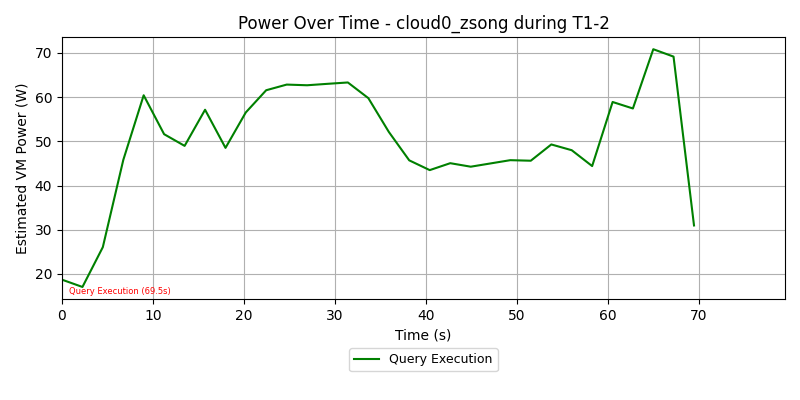 Power Over Time - cloud0_zsong during T1-2
Estimated VM Power (W)
70
60
50
40
30
20
Query Execution (69.5s)
0 10 20 30 40 50 60 70
Time (s)
Query Execution